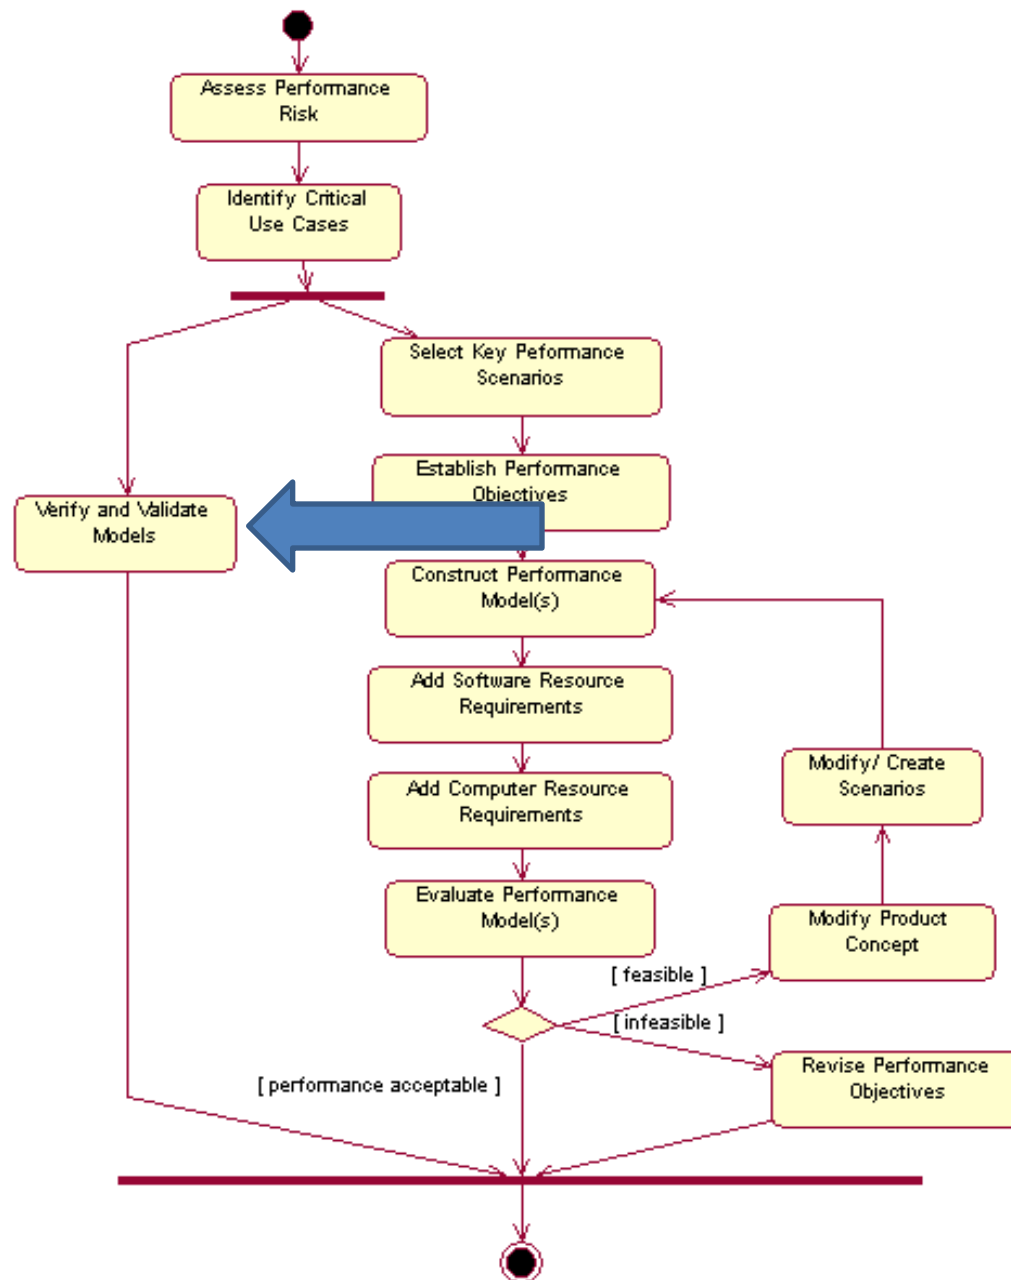 Assess Performance
Risk
Identify Critical
Use Cases
Select Key Peformance
Scenarios
Establish Performance
Objectives
Verify and Validate
Models
Construct Performance
Model(s)
Add Software Resource
Requirements
Add Computer Resource
Requirements
Modify/ Create
Scenarios
Evaluate Performance
Model(s)
Modify Product
Concept
[ feasible ]
[ infeasible ]
Revise Performance
Objectives
[ performance acceptable ]